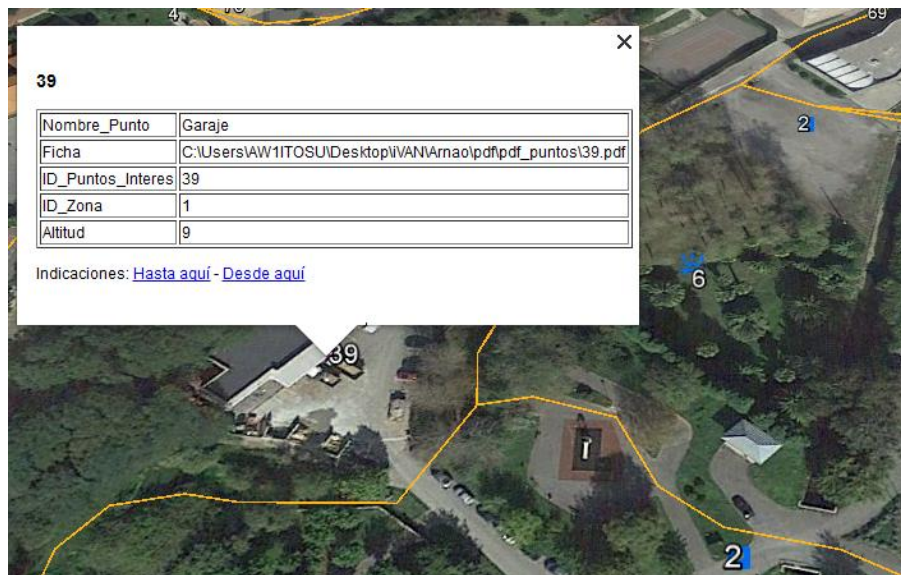 4
69
39
Nombre_Punto Garaje
Ficha C:\Users\AW1ITOSU\Desktop\iVAN\Arnao\pdf\pdf_puntos\39.pdf
ID_Puntos_Interes 39
ID_Zona 1
Altitud 9
Indicaciones: Hasta aquí - Desde aquí
2
6
39
2